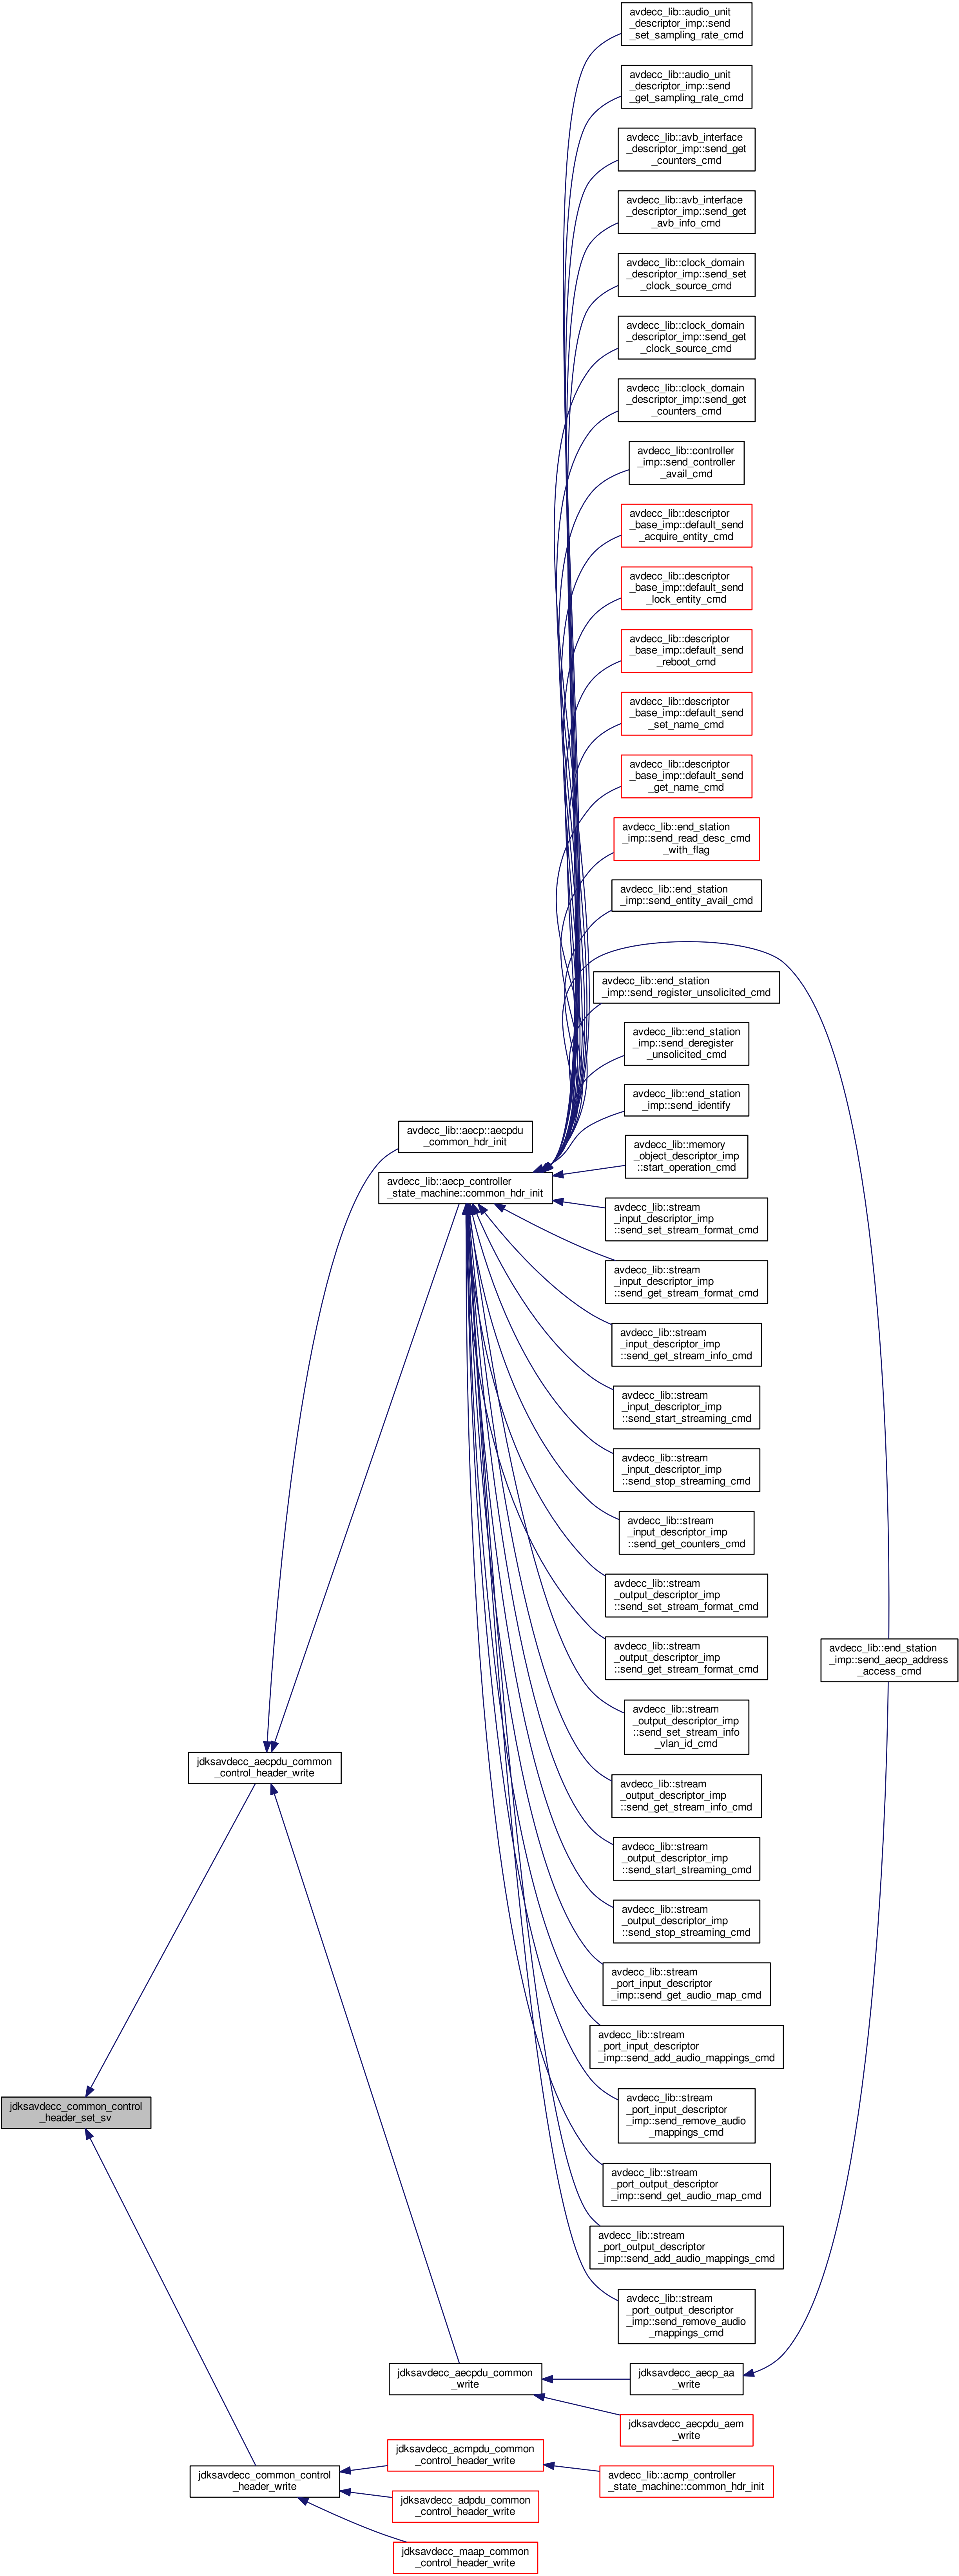 avdecc_lib::audio_unit
_descriptor_imp::send
_set_sampling_rate_cmd
avdecc_lib::audio_unit
_descriptor_imp::send
_get_sampling_rate_cmd
avdecc_lib::avb_interface
_descriptor_imp::send_get
_counters_cmd
avdecc_lib::avb_interface
_descriptor_imp::send_get
_avb_info_cmd
avdecc_lib::clock_domain
_descriptor_imp::send_set
_clock_source_cmd
avdecc_lib::clock_domain
_descriptor_imp::send_get
_clock_source_cmd
avdecc_lib::clock_domain
_descriptor_imp::send_get
_counters_cmd
avdecc_lib::controller
_imp::send_controller
_avail_cmd
avdecc_lib::descriptor
_base_imp::default_send
_acquire_entity_cmd
avdecc_lib::descriptor
_base_imp::default_send
_lock_entity_cmd
avdecc_lib::descriptor
_base_imp::default_send
_reboot_cmd
avdecc_lib::descriptor
_base_imp::default_send
_set_name_cmd
avdecc_lib::descriptor
_base_imp::default_send
_get_name_cmd
avdecc_lib::end_station
_imp::send_read_desc_cmd
_with_flag
avdecc_lib::end_station
_imp::send_entity_avail_cmd
avdecc_lib::end_station
_imp::send_register_unsolicited_cmd
avdecc_lib::end_station
_imp::send_deregister
_unsolicited_cmd
avdecc_lib::end_station
_imp::send_identify
avdecc_lib::aecp::aecpdu
_common_hdr_init
avdecc_lib::memory
_object_descriptor_imp
::start_operation_cmd
avdecc_lib::aecp_controller
_state_machine::common_hdr_init
avdecc_lib::stream
_input_descriptor_imp
::send_set_stream_format_cmd
avdecc_lib::stream
_input_descriptor_imp
::send_get_stream_format_cmd
avdecc_lib::stream
_input_descriptor_imp
::send_get_stream_info_cmd
avdecc_lib::stream
_input_descriptor_imp
::send_start_streaming_cmd
avdecc_lib::stream
_input_descriptor_imp
::send_stop_streaming_cmd
avdecc_lib::stream
_input_descriptor_imp
::send_get_counters_cmd
avdecc_lib::stream
_output_descriptor_imp
::send_set_stream_format_cmd
avdecc_lib::stream
_output_descriptor_imp
::send_get_stream_format_cmd
avdecc_lib::end_station
_imp::send_aecp_address
_access_cmd
avdecc_lib::stream
_output_descriptor_imp
::send_set_stream_info
_vlan_id_cmd
jdksavdecc_aecpdu_common
_control_header_write
avdecc_lib::stream
_output_descriptor_imp
::send_get_stream_info_cmd
avdecc_lib::stream
_output_descriptor_imp
::send_start_streaming_cmd
avdecc_lib::stream
_output_descriptor_imp
::send_stop_streaming_cmd
avdecc_lib::stream
_port_input_descriptor
_imp::send_get_audio_map_cmd
avdecc_lib::stream
_port_input_descriptor
_imp::send_add_audio_mappings_cmd
jdksavdecc_common_control
_header_set_sv
avdecc_lib::stream
_port_input_descriptor
_imp::send_remove_audio
_mappings_cmd
avdecc_lib::stream
_port_output_descriptor
_imp::send_get_audio_map_cmd
avdecc_lib::stream
_port_output_descriptor
_imp::send_add_audio_mappings_cmd
avdecc_lib::stream
_port_output_descriptor
_imp::send_remove_audio
_mappings_cmd
jdksavdecc_aecpdu_common
_write
jdksavdecc_aecp_aa
_write
jdksavdecc_aecpdu_aem
_write
jdksavdecc_acmpdu_common
_control_header_write
jdksavdecc_common_control
_header_write
avdecc_lib::acmp_controller
_state_machine::common_hdr_init
jdksavdecc_adpdu_common
_control_header_write
jdksavdecc_maap_common
_control_header_write